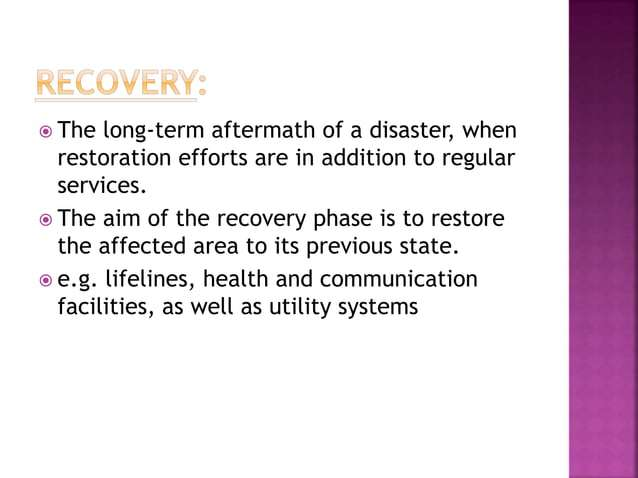 RECOVERY:
The long-term aftermath of a disaster, when
restoration efforts are in addition to regular
services.
The aim of the recovery phase is to restore
the affected area to its previous state.
e.g. lifelines, health and communication
facilities, as well as utility systems